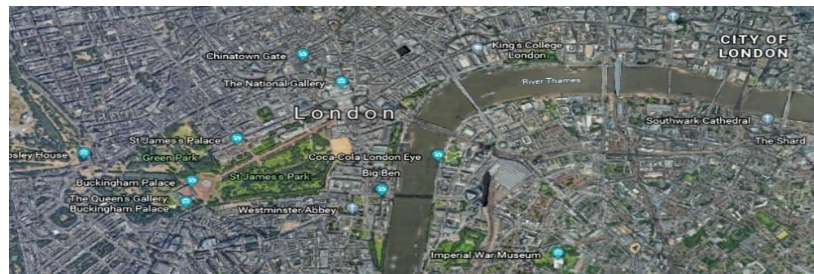 CITY OF
LONDON
King's College
London
Chinatown Gate
The National Gallery
River Thames
London
Southwark Cathedral
The Shard
St James's Palace
sley House
Green Park
Coca-Cola London Eye
Big Ben
Buckingham Palace
St James's Park
The Queen's Gallery,
Buckingham Palace
Westminster Abbey
Imperial War Museum